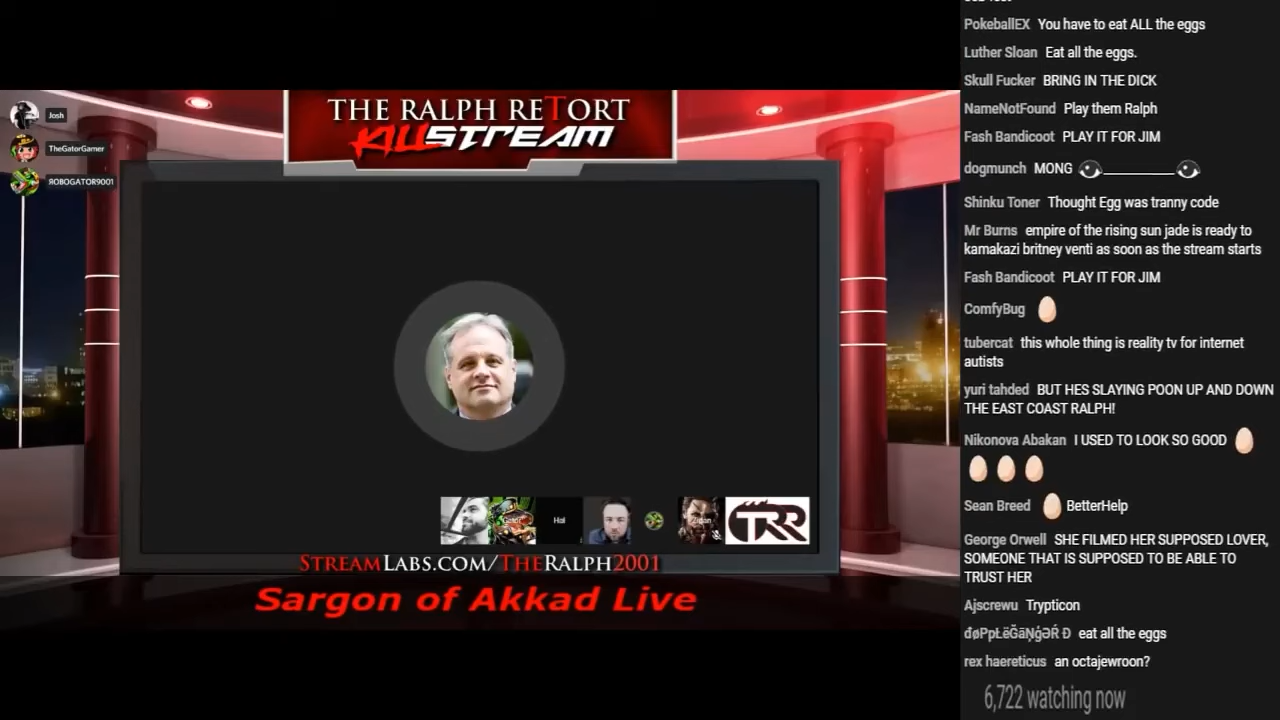 THE RALPH RETORT
KILLSTREAM
Josh
TheGatorGamer
ЯOBOGATOR9001
Gator
Hal
TRR
STREAMLABS.COM/THERALPH2001
Sargon of Akkad Live
PokeballEX You have to eat ALL the eggs
Luther Sloan Eat all the eggs.
Skull Fucker BRING IN THE DICK
NameNotFound Play them Ralph
Fash Bandicoot PLAY IT FOR JIM
dogmunch MONG 👁_______👁
Shinku Toner Thought Egg was tranny code
Mr Burns empire of the rising sun jade is ready to
kamakazi britney venti as soon as the stream starts
Fash Bandicoot PLAY IT FOR JIM
ComfyBug 🥚
tubercat this whole thing is reality tv for internet
autists
yuri tahded BUT HES SLAYING POON UP AND DOWN
THE EAST COAST RALPH!
Nikonova Abakan I USED TO LOOK SO GOOD 🥚
🥚🥚🥚
Sean Breed 🥚 BetterHelp
George Orwell SHE FILMED HER SUPPOSED LOVER,
SOMEONE THAT IS SUPPOSED TO BE ABLE TO
TRUST HER
Ajscrewu Trypticon
eat all the eggs
rex haereticus an octajewroon?
6,722 watching now